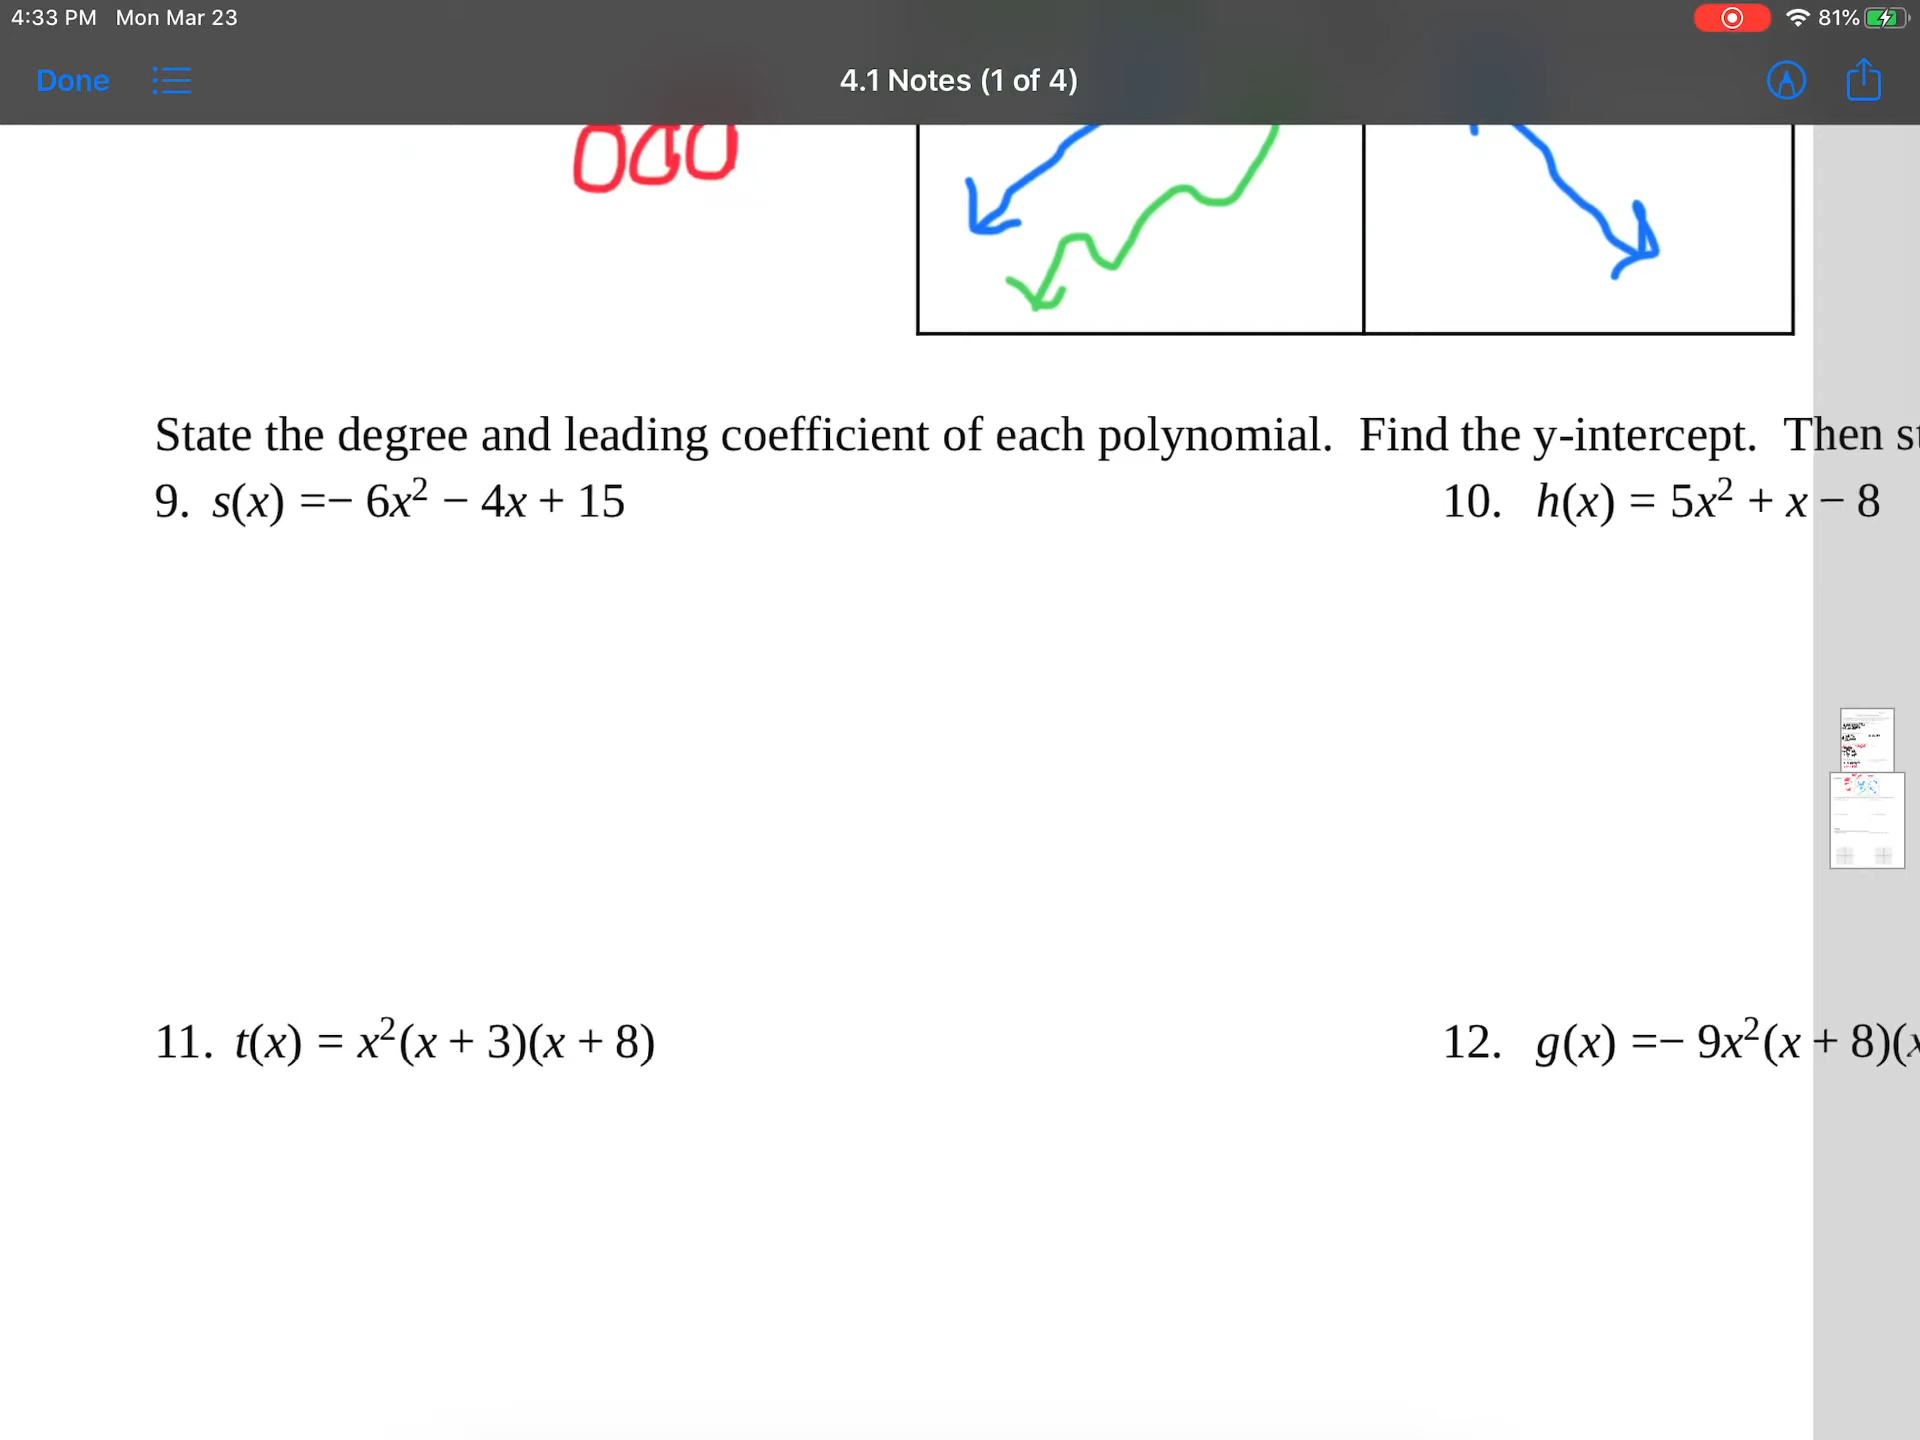 4:33 PM Mon Mar 23
81%
Done
4.1 Notes (1 of 4)
odd
State the degree and leading coefficient of each polynomial. Find the y-intercept. Then st
9. s(x) =− 6x² − 4x + 15
10. h(x) = 5x² + x − 8
11. t(x) = x²(x + 3)(x + 8)
12. g(x) =− 9x²(x + 8)(x